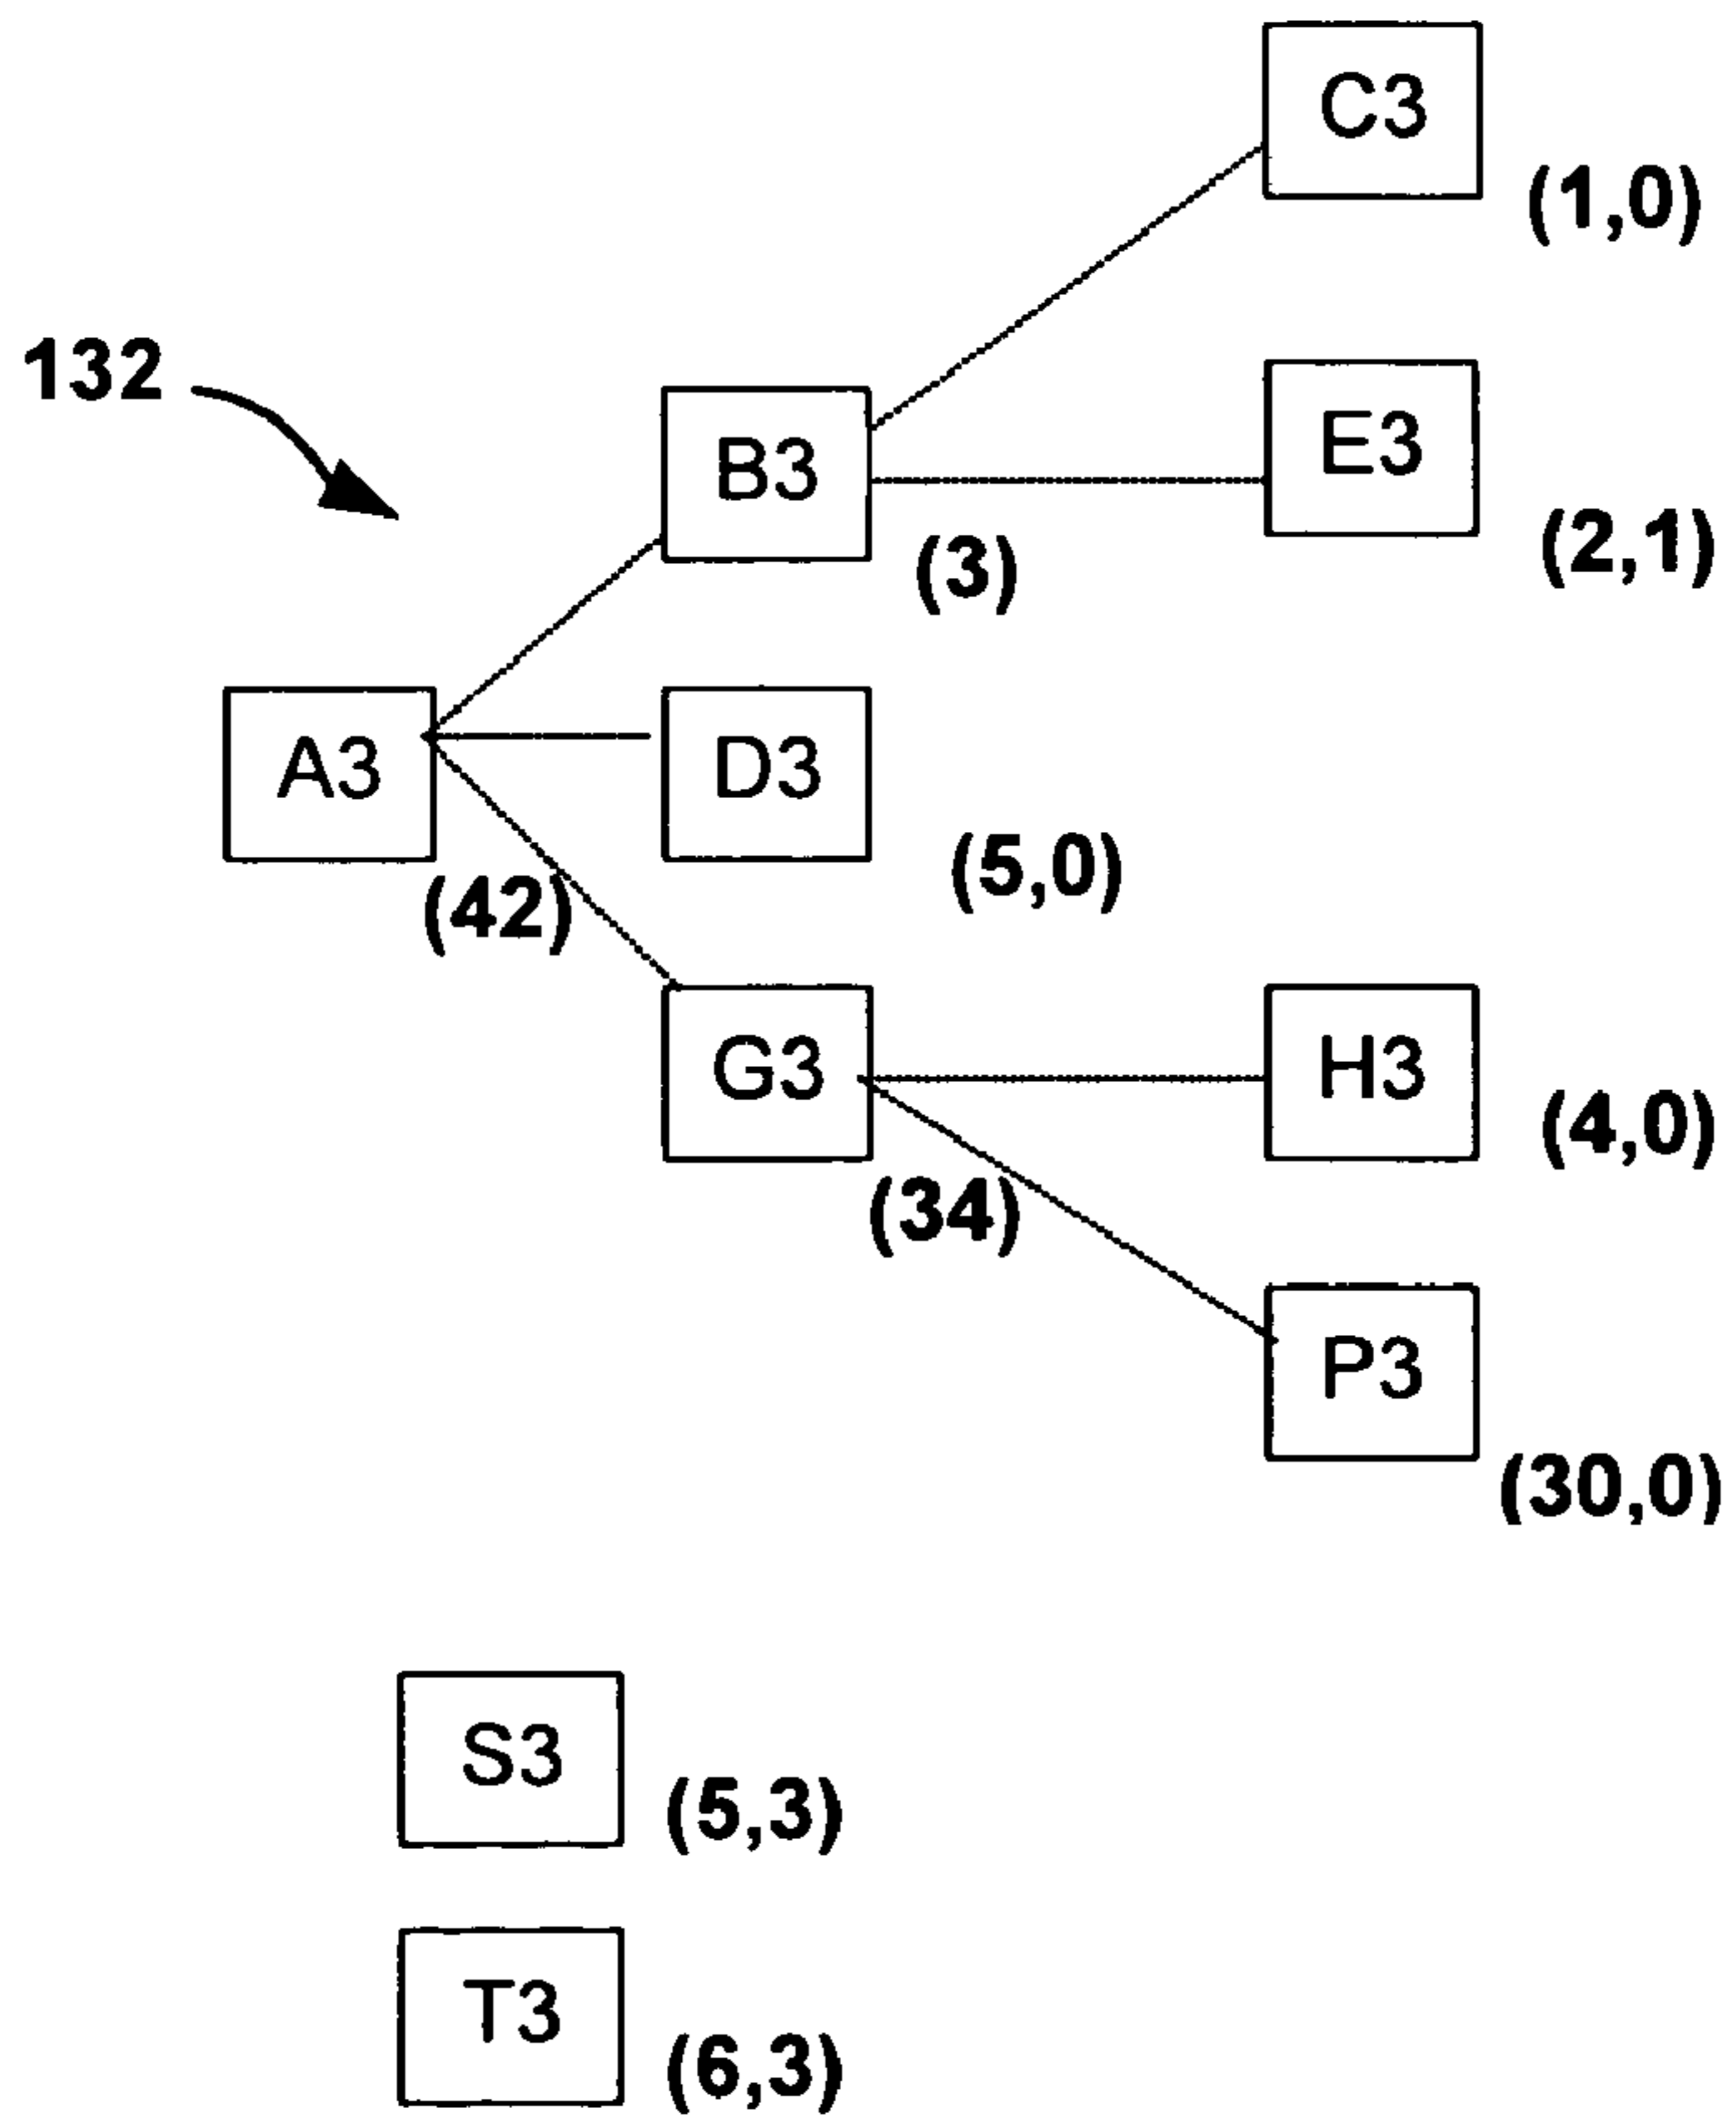 C3
(1,0)
132
E3
B3
(2,1)
(3)
A3
D3
(5,0)
(42)
G3
H3
(4,0)
(34)
P3
(30,0)
S3
(5,3)
T3
(6,3)